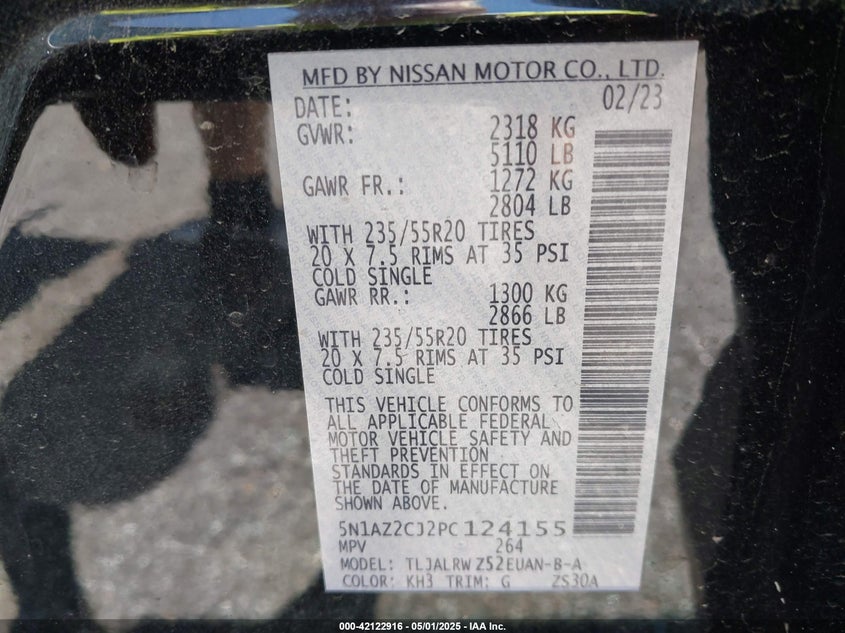 MFD BY NISSAN MOTOR CO., LTD.
DATE: 02/23
GVWR: 2318 KG
5110 LB
GAWR FR.: 1272 KG
2804 LB
WITH 235/55R20 TIRES
20 X 7.5 RIMS AT 35 PSI
COLD SINGLE
GAWR RR.: 1300 KG
2866 LB
WITH 235/55R20 TIRES
20 X 7.5 RIMS AT 35 PSI
COLD SINGLE
THIS VEHICLE CONFORMS TO
ALL APPLICABLE FEDERAL
MOTOR VEHICLE SAFETY AND
THEFT PREVENTION
STANDARDS IN EFFECT ON
THE DATE OF MANUFACTURE
SHOWN ABOVE.
5N1AZ2CJ2PC124155
MPV 264
MODEL: TLJALRWZ52EUAN-B-A
COLOR: KH3 TRIM: G ZS30A
000-42122916 - 05/01/2025 - IAA Inc.